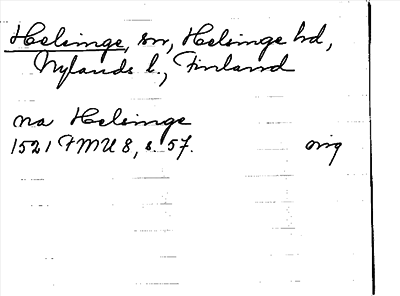 Helsinge, sn, Helsinge hd,
Nylands l., Finland
na Helsinge
1521 FMU 8, s. 57. orig